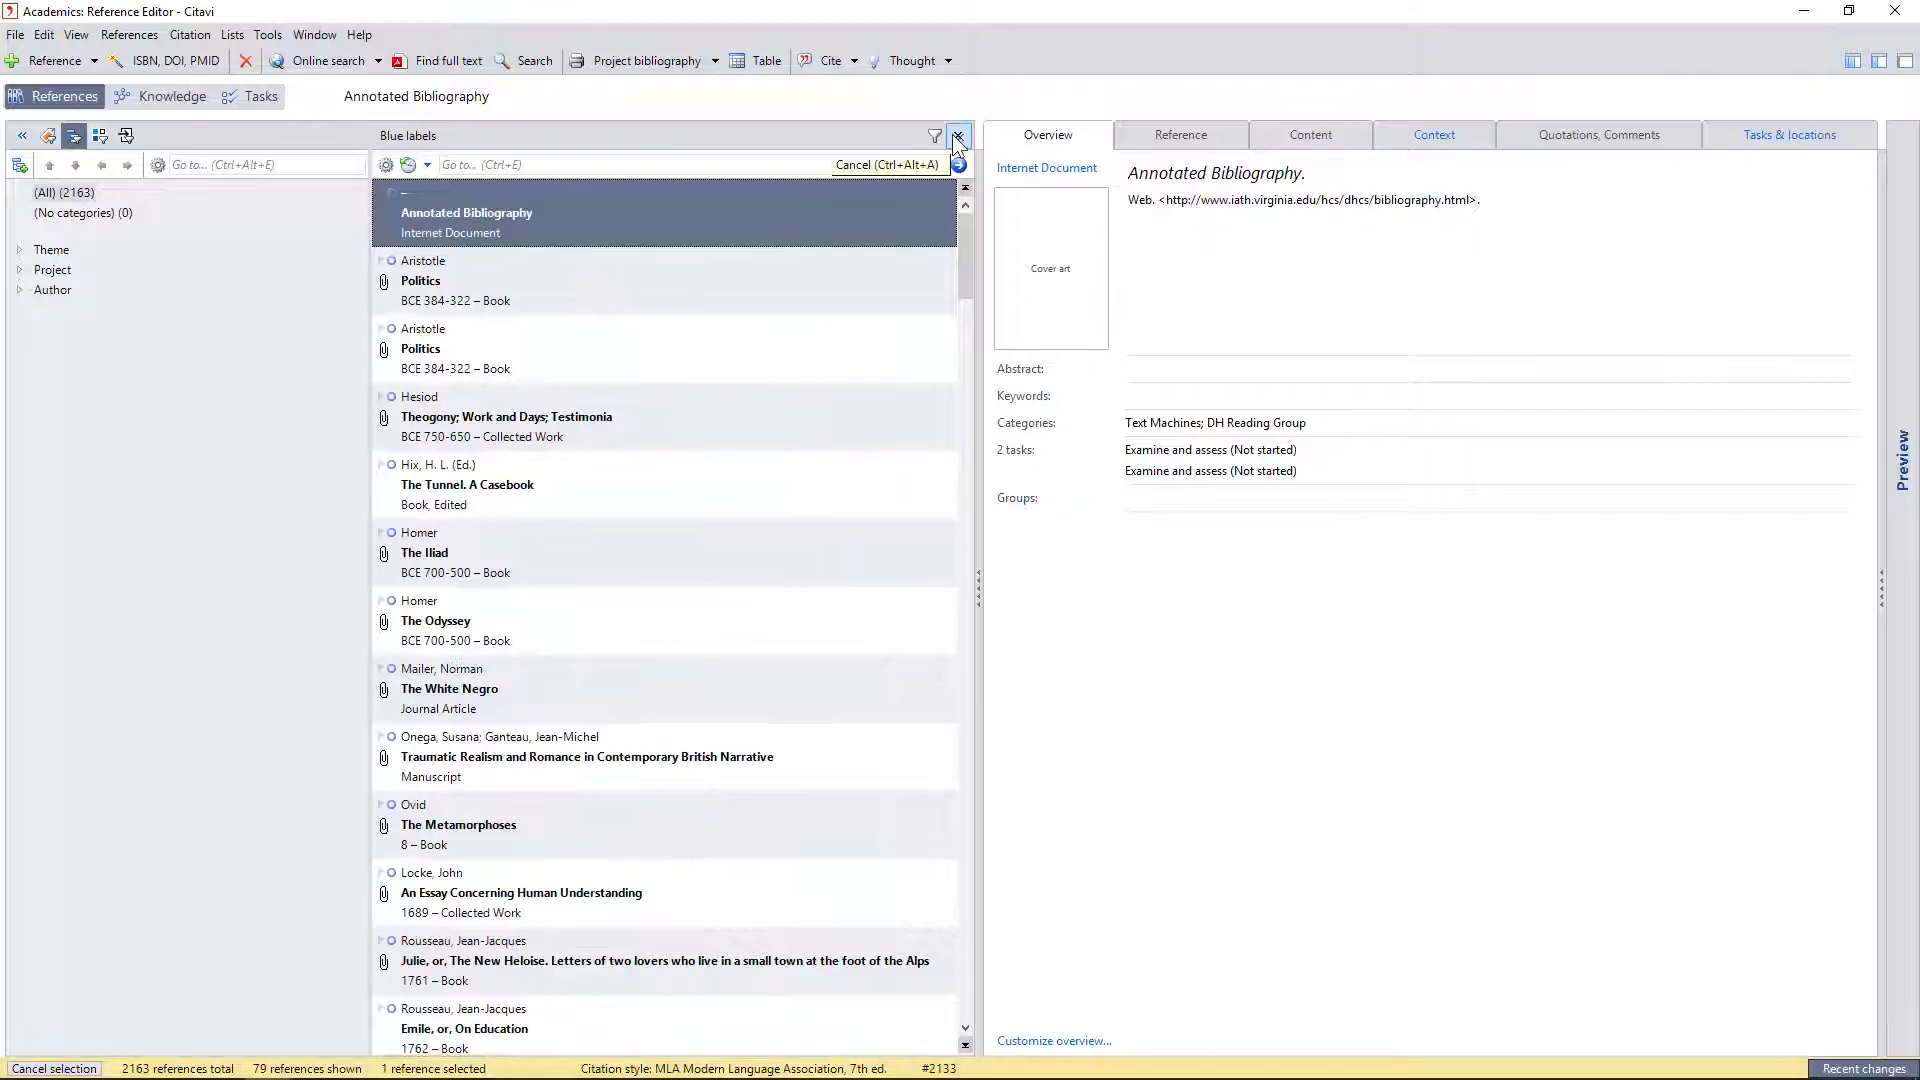 Academics: Reference Editor - Citavi
File Edit View References Citation Lists Tools Window Help
Reference ISBN, DOI, PMID Online search Find full text Search Project bibliography Table Cite Thought
References Knowledge Tasks Annotated Bibliography
Blue labels
Go to... (Ctrl+Alt+E)
Go to... (Ctrl+E)
Cancel (Ctrl+Alt+A)
(All) (2163)
(No categories) (0)
Theme
Project
Author
–
Annotated Bibliography
Internet Document
Aristotle
Politics
BCE 384-322 – Book
Aristotle
Politics
BCE 384-322 – Book
Hesiod
Theogony; Work and Days; Testimonia
BCE 750-650 – Collected Work
Hix, H. L. (Ed.)
The Tunnel. A Casebook
Book, Edited
Homer
The Iliad
BCE 700-500 – Book
Homer
The Odyssey
BCE 700-500 – Book
Mailer, Norman
The White Negro
Journal Article
Onega, Susana; Ganteau, Jean-Michel
Traumatic Realism and Romance in Contemporary British Narrative
Manuscript
Ovid
The Metamorphoses
8 – Book
Locke, John
An Essay Concerning Human Understanding
1689 – Collected Work
Rousseau, Jean-Jacques
Julie, or, The New Heloise. Letters of two lovers who live in a small town at the foot of the Alps
1761 – Book
Rousseau, Jean-Jacques
Emile, or, On Education
1762 – Book
Overview Reference Content Context Quotations, Comments Tasks & locations
Internet Document
Cover art
Annotated Bibliography.
Web. <http://www.iath.virginia.edu/hcs/dhcs/bibliography.html>.
Abstract:
Keywords:
Categories: Text Machines; DH Reading Group
2 tasks: Examine and assess (Not started)
Examine and assess (Not started)
Groups:
Customize overview...
Preview
Cancel selection 2163 references total 79 references shown 1 reference selected Citation style: MLA Modern Language Association, 7th ed. #2133 Recent changes